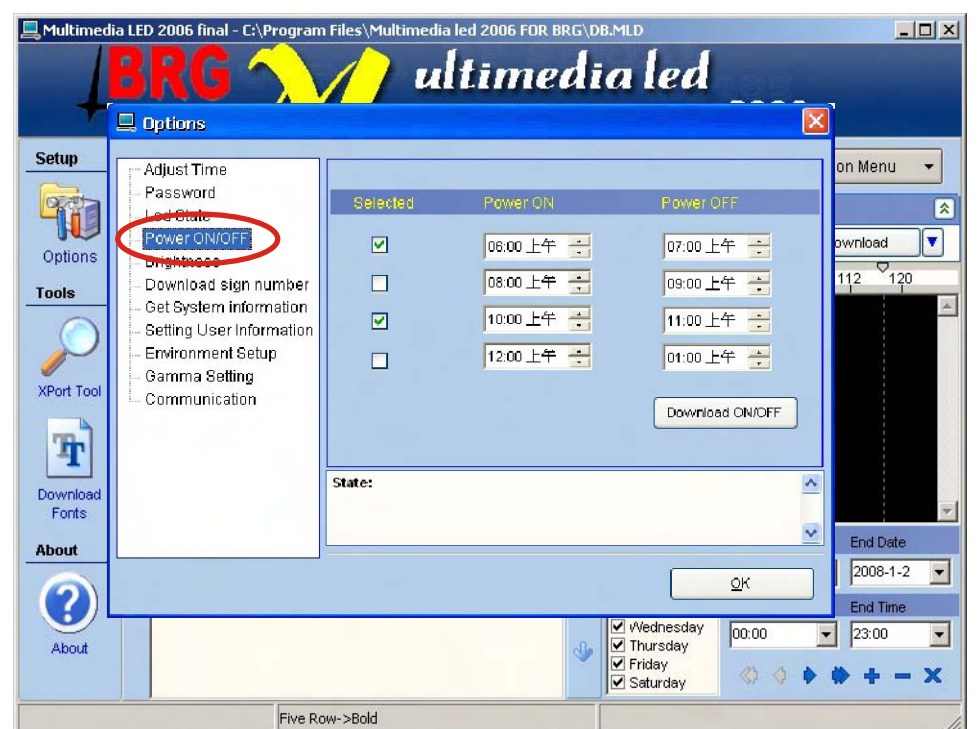 Multimedia LED 2006 final - C:\Program Files\Multimedia led 2006 FOR BRG\DB.MLD
BRG Multimedia led
Options
Setup
Options
Tools
XPort Tool
Download
Fonts
About
About
Adjust Time
Password
Led State
Power ON/OFF
Brightness
Download sign number
Get System information
Setting User Information
Environment Setup
Gamma Setting
Communication
Selected Power ON Power OFF
06:00 上午 07:00 上午
08:00 上午 09:00 上午
10:00 上午 11:00 上午
12:00 上午 01:00 上午
Download ON/OFF
State:
OK
on Menu
ownload
112 120
End Date
2008-1-2
End Time
Wednesday
Thursday
Friday
Saturday
00:00 23:00
Five Row->Bold